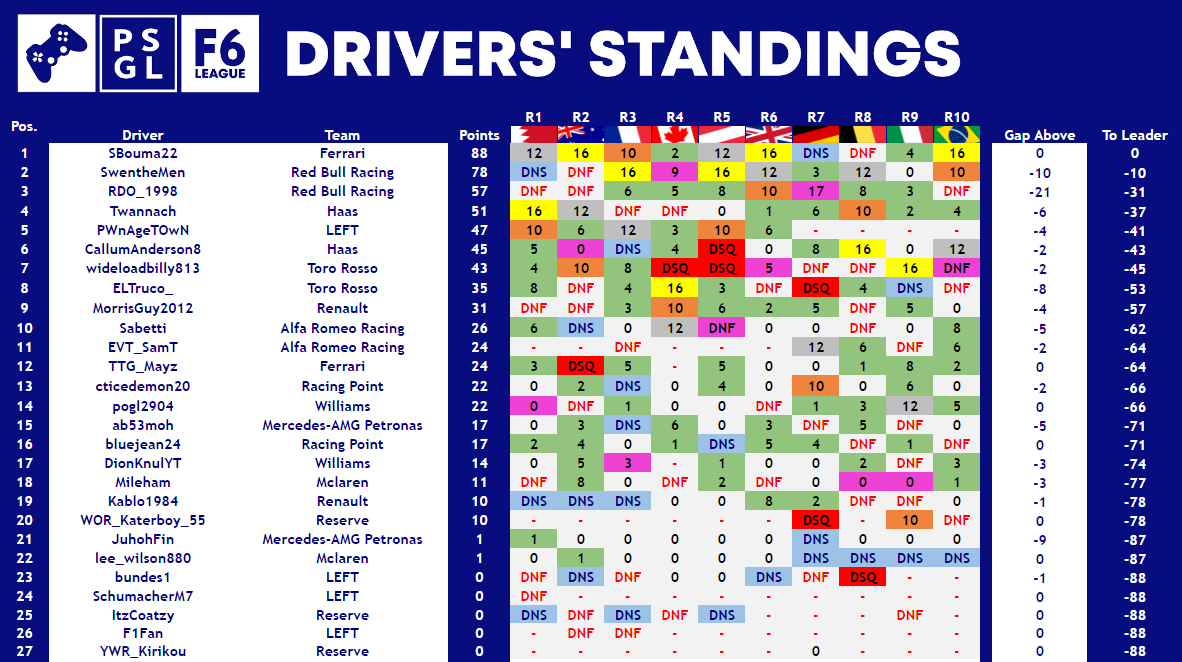 PS
GL
F6
LEAGUE
DRIVERS' STANDINGS
Pos. Driver Team Points R1 R2 R3 R4 R5 R6 R7 R8 R9 R10 Gap Above To Leader
1 SBouma22 Ferrari 88 12 16 10 2 12 16 DNS DNF 4 16 0 0
2 SwentheMen Red Bull Racing 78 DNS DNF 16 9 16 12 3 12 0 10 -10 -10
3 RDO_1998 Red Bull Racing 57 DNF DNF 6 5 8 10 17 8 3 DNF -21 -31
4 Twannach Haas 51 16 12 DNF DNF 0 1 6 10 2 4 -6 -37
5 PWnAgeTOwN LEFT 47 10 6 12 3 10 6 - - - - -4 -41
6 CallumAnderson8 Haas 45 5 0 DNS 4 DSQ 0 8 16 0 12 -2 -43
7 wideloadbilly813 Toro Rosso 43 4 10 8 DSQ DSQ 5 DNF DNF 16 DNF -2 -45
8 ELTruco_ Toro Rosso 35 8 DNF 4 16 3 DNF DSQ 4 DNS DNF -8 -53
9 MorrisGuy2012 Renault 31 DNF DNF 3 10 6 2 5 DNF 5 0 -4 -57
10 Sabetti Alfa Romeo Racing 26 6 DNS 0 12 DNF 0 0 DNF 0 8 -5 -62
11 EVT_SamT Alfa Romeo Racing 24 - - DNF - - - 12 6 DNF 6 -2 -64
12 TTG_Mayz Ferrari 24 3 DSQ 5 - 5 0 0 1 8 2 0 -64
13 cticedemon20 Racing Point 22 0 2 DNS 0 4 0 10 0 6 0 -2 -66
14 pogl2904 Williams 22 0 DNF 1 0 0 DNF 1 3 12 5 0 -66
15 ab53moh Mercedes-AMG Petronas 17 0 3 DNS 6 0 3 DNF 5 DNF 0 -5 -71
16 bluejean24 Racing Point 17 2 4 0 1 DNS 5 4 DNF 1 DNF 0 -71
17 DionKnulYT Williams 14 0 5 3 - 1 0 0 2 DNF 3 -3 -74
18 Mileham Mclaren 11 DNF 8 0 DNF 2 DNF 0 0 0 1 -3 -77
19 Kablo1984 Renault 10 DNS DNS DNS 0 0 8 2 DNF DNF 0 -1 -78
20 WOR_Katerboy_55 Reserve 10 - - - - - - DSQ - 10 DNF 0 -78
21 JuhohFin Mercedes-AMG Petronas 1 1 0 0 0 0 0 DNS 0 0 0 -9 -87
22 lee_wilson880 Mclaren 1 0 1 0 0 0 0 DNS DNS DNS DNS 0 -87
23 bundes1 LEFT 0 DNF DNS DNF 0 0 DNS DNF DSQ - - -1 -88
24 SchumacherM7 LEFT 0 DNF - - - - - - - - - 0 -88
25 ItzCoatzy Reserve 0 DNS DNF DNS DNF DNS - - - DNF - 0 -88
26 F1Fan LEFT 0 - DNF DNF - - - - - - - 0 -88
27 YWR_Kirikou Reserve 0 - - - - - - 0 - - - 0 -88